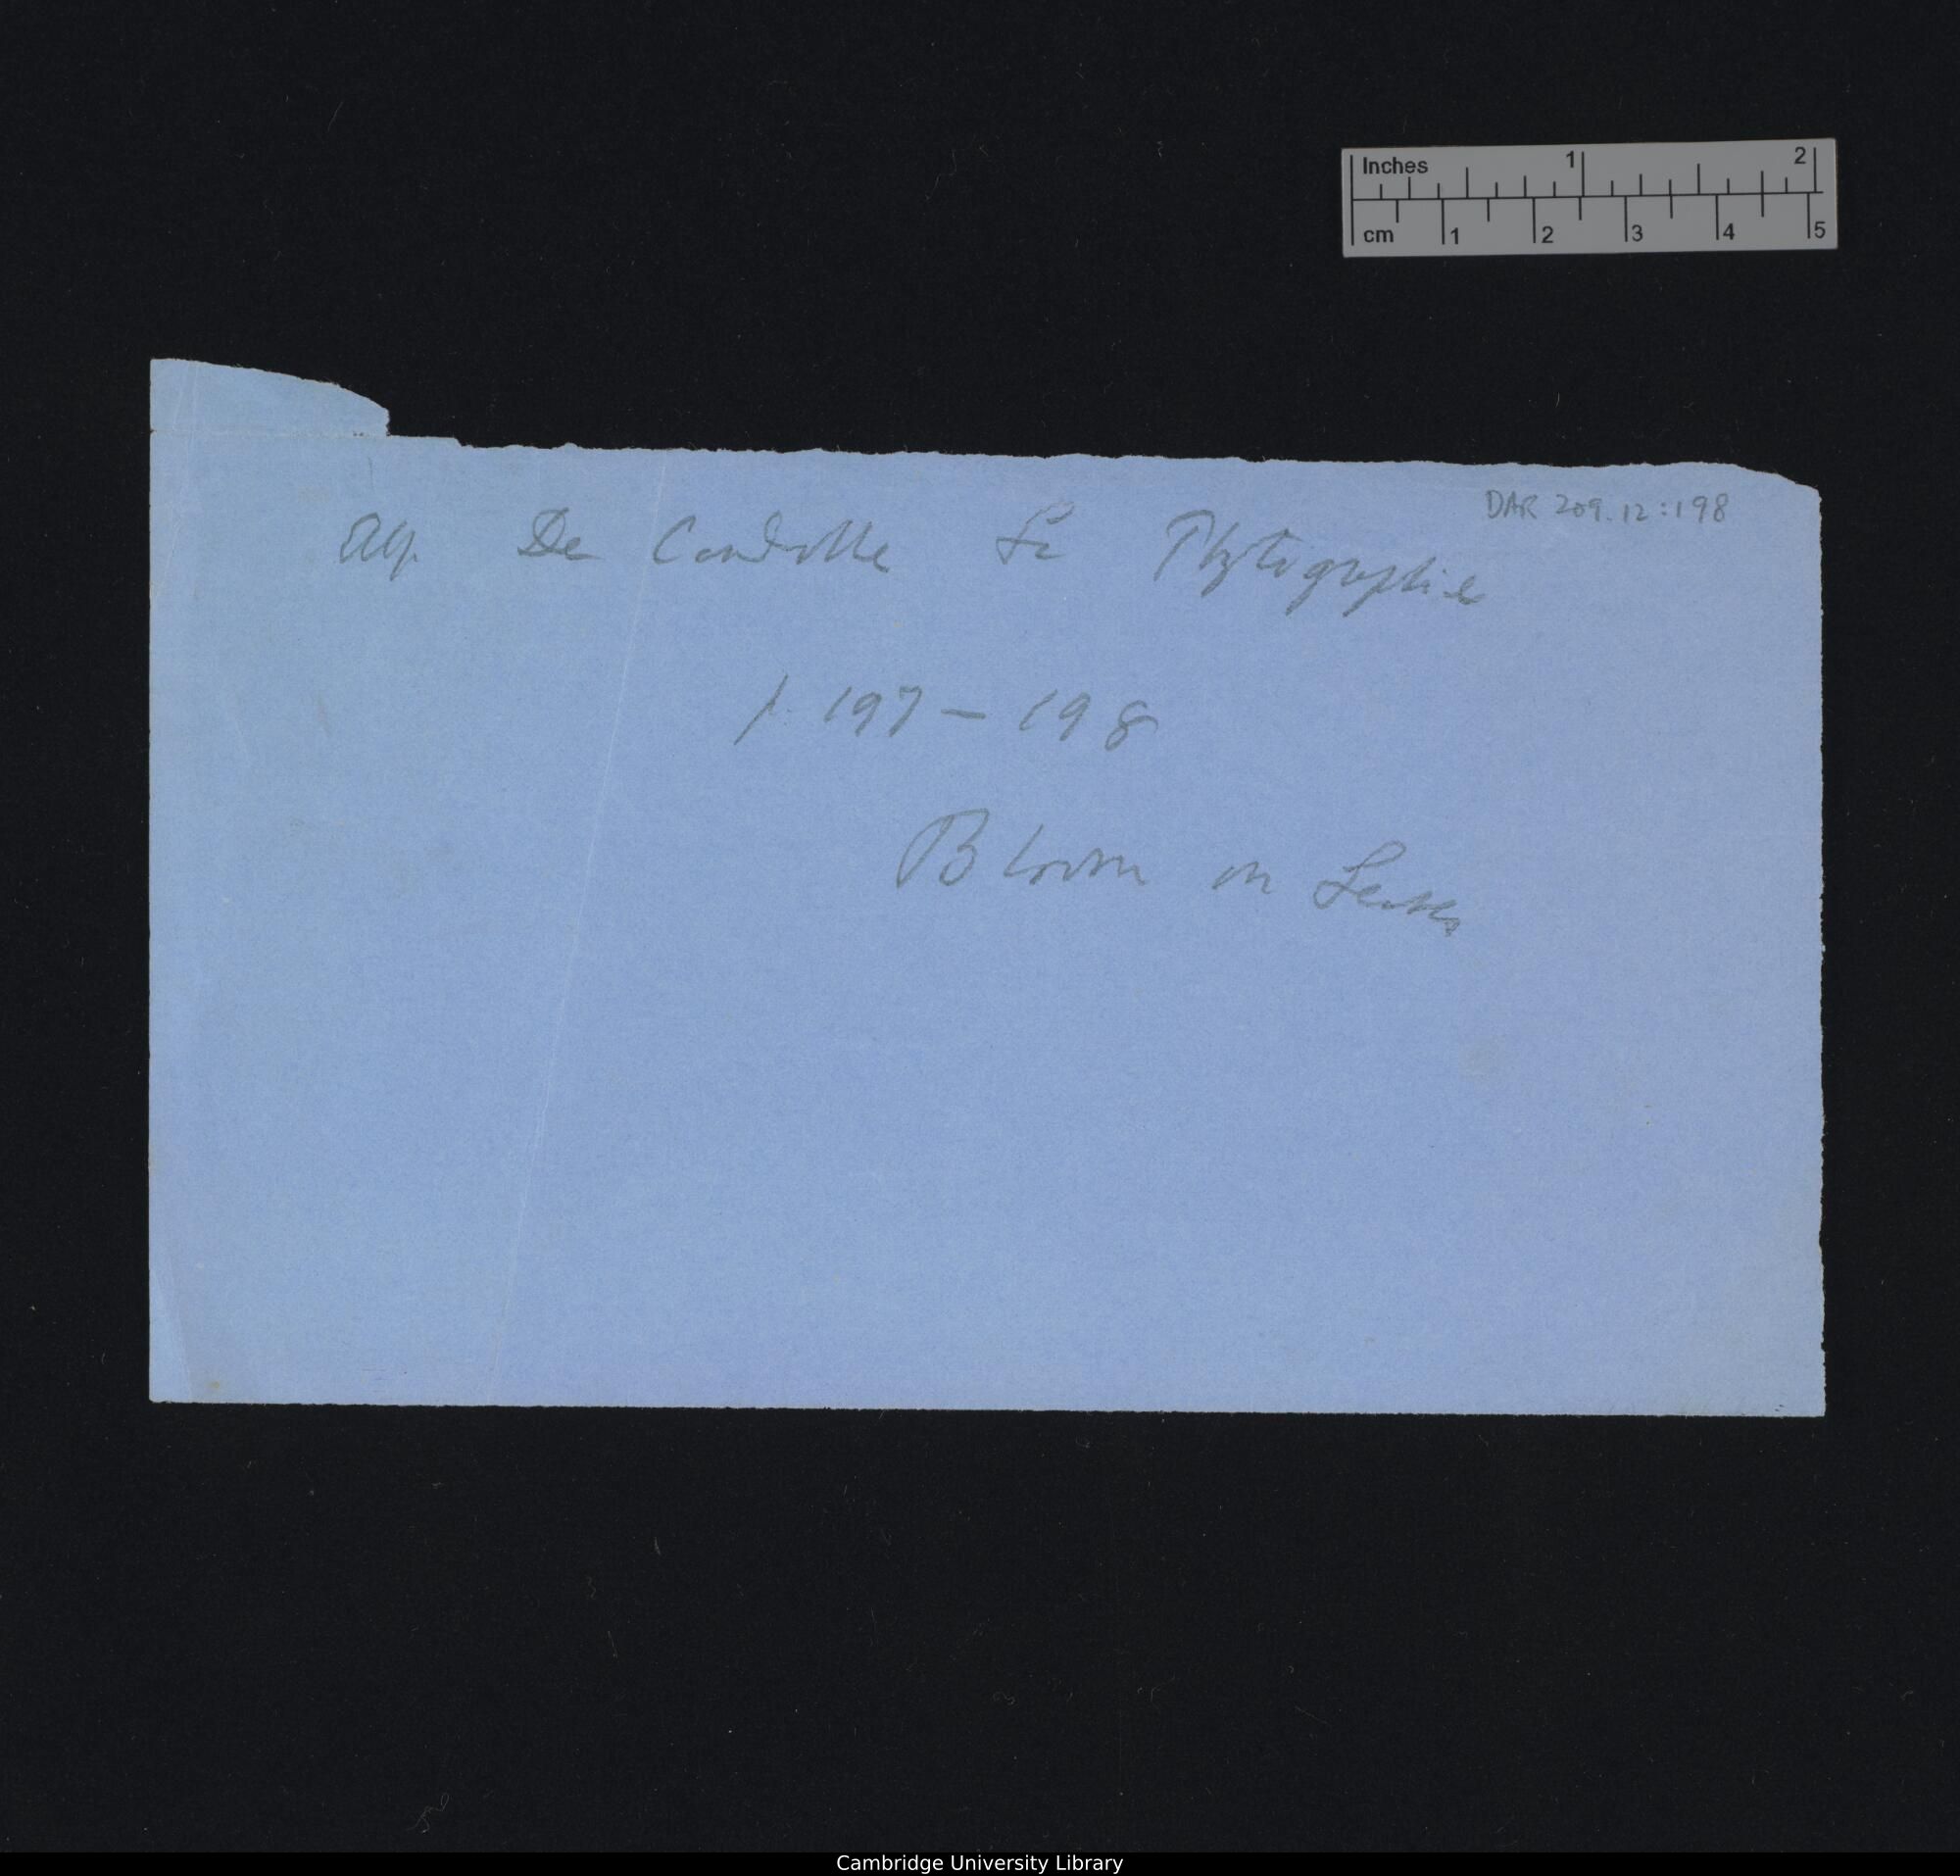 Inches 1 2
cm 1 2 3 4 5
DAR 209.12:198
Alp. De Candolle La Phytographie
p. 197 – 198
Bloom on Leaves
Cambridge University Library